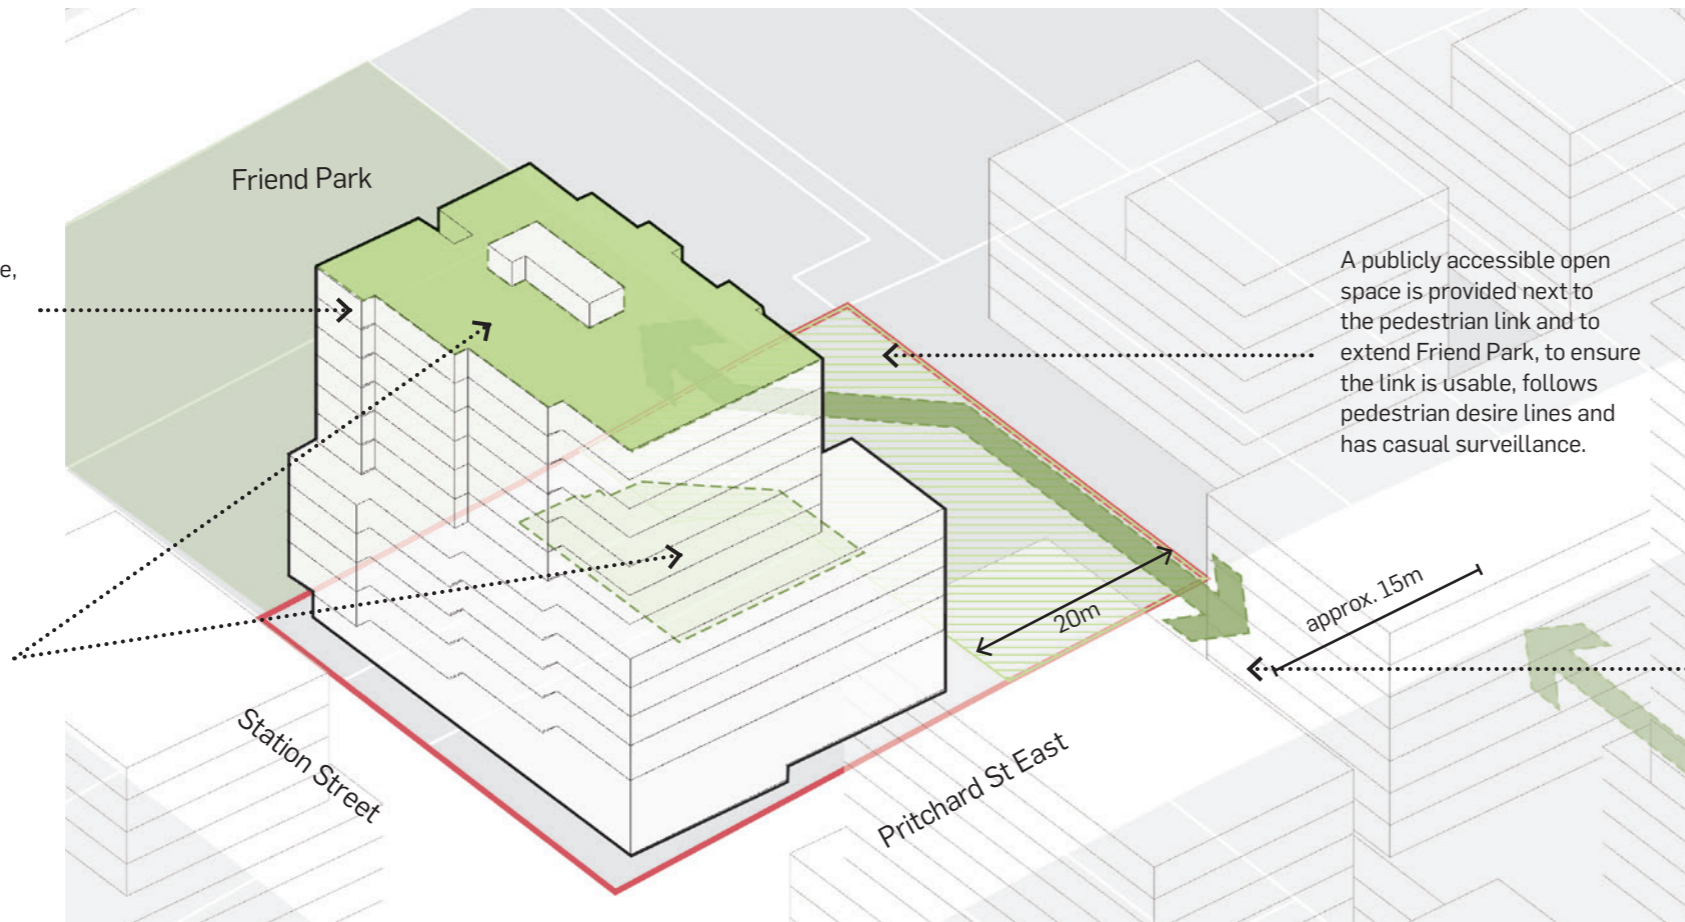 Friend Park
e,
A publicly accessible open
space is provided next to
the pedestrian link and to
extend Friend Park, to ensure
the link is usable, follows
pedestrian desire lines and
has casual surveillance.
approx. 15m
20m
Station Street
Pritchard St East